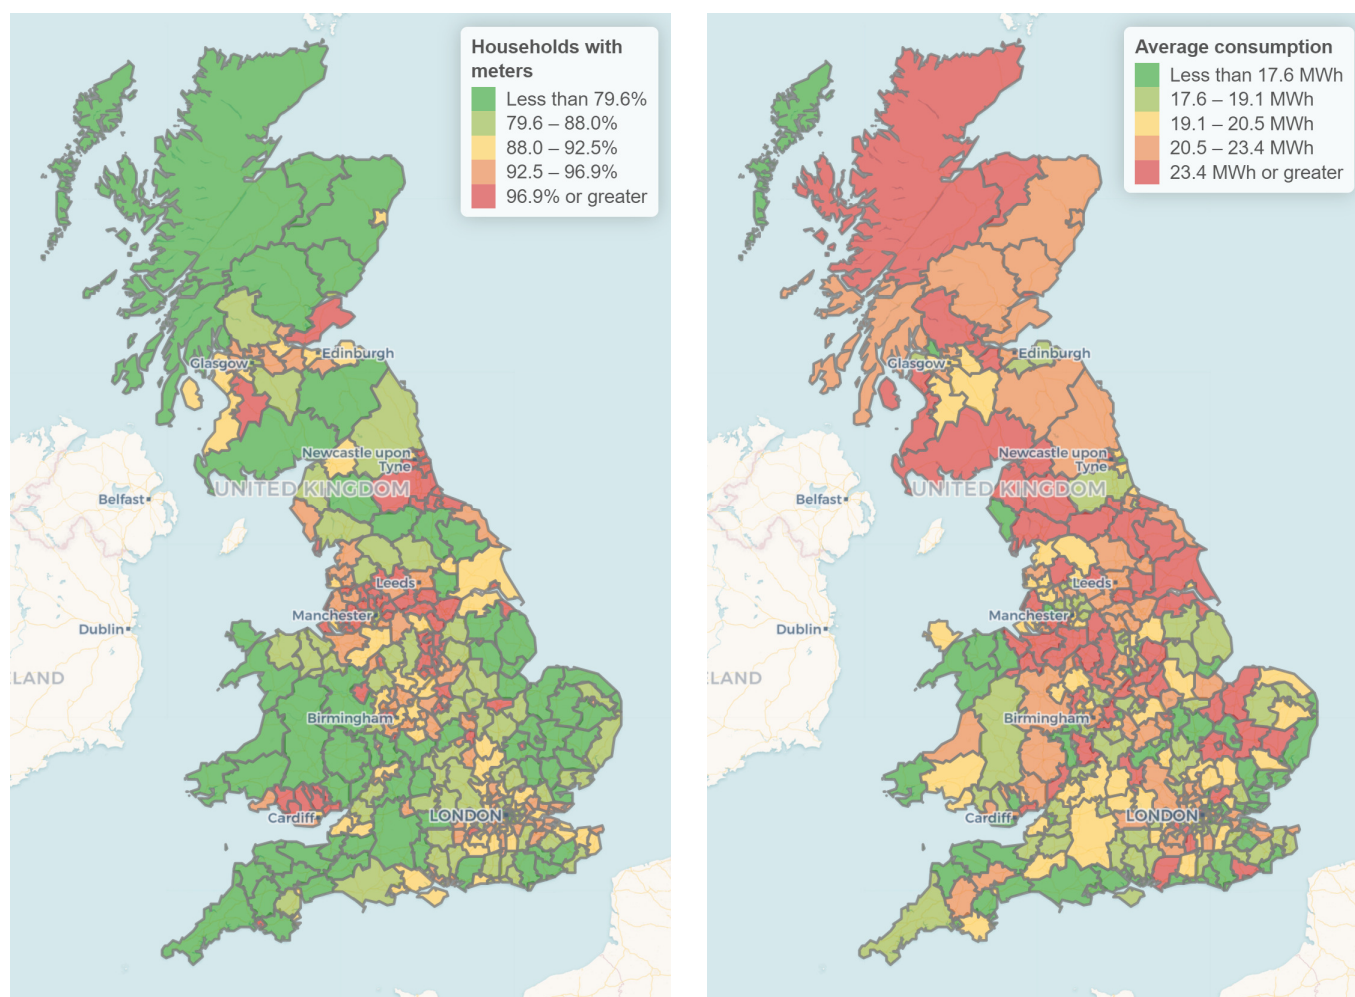 Households with
meters
Less than 79.6%
79.6 – 88.0%
88.0 – 92.5%
92.5 – 96.9%
96.9% or greater
Glasgow
Edinburgh
Newcastle upon
Tyne
UNITED KINGDOM
Belfast
Leeds
Manchester
Dublin
ELAND
Birmingham
Cardiff
LONDON
Average consumption
Less than 17.6 MWh
17.6 – 19.1 MWh
19.1 – 20.5 MWh
20.5 – 23.4 MWh
23.4 MWh or greater
Glasgow
Edinburgh
Newcastle upon
Tyne
UNITED KINGDOM
Belfast
Leeds
Manchester
Dublin
ELAND
Birmingham
Cardiff
LONDON